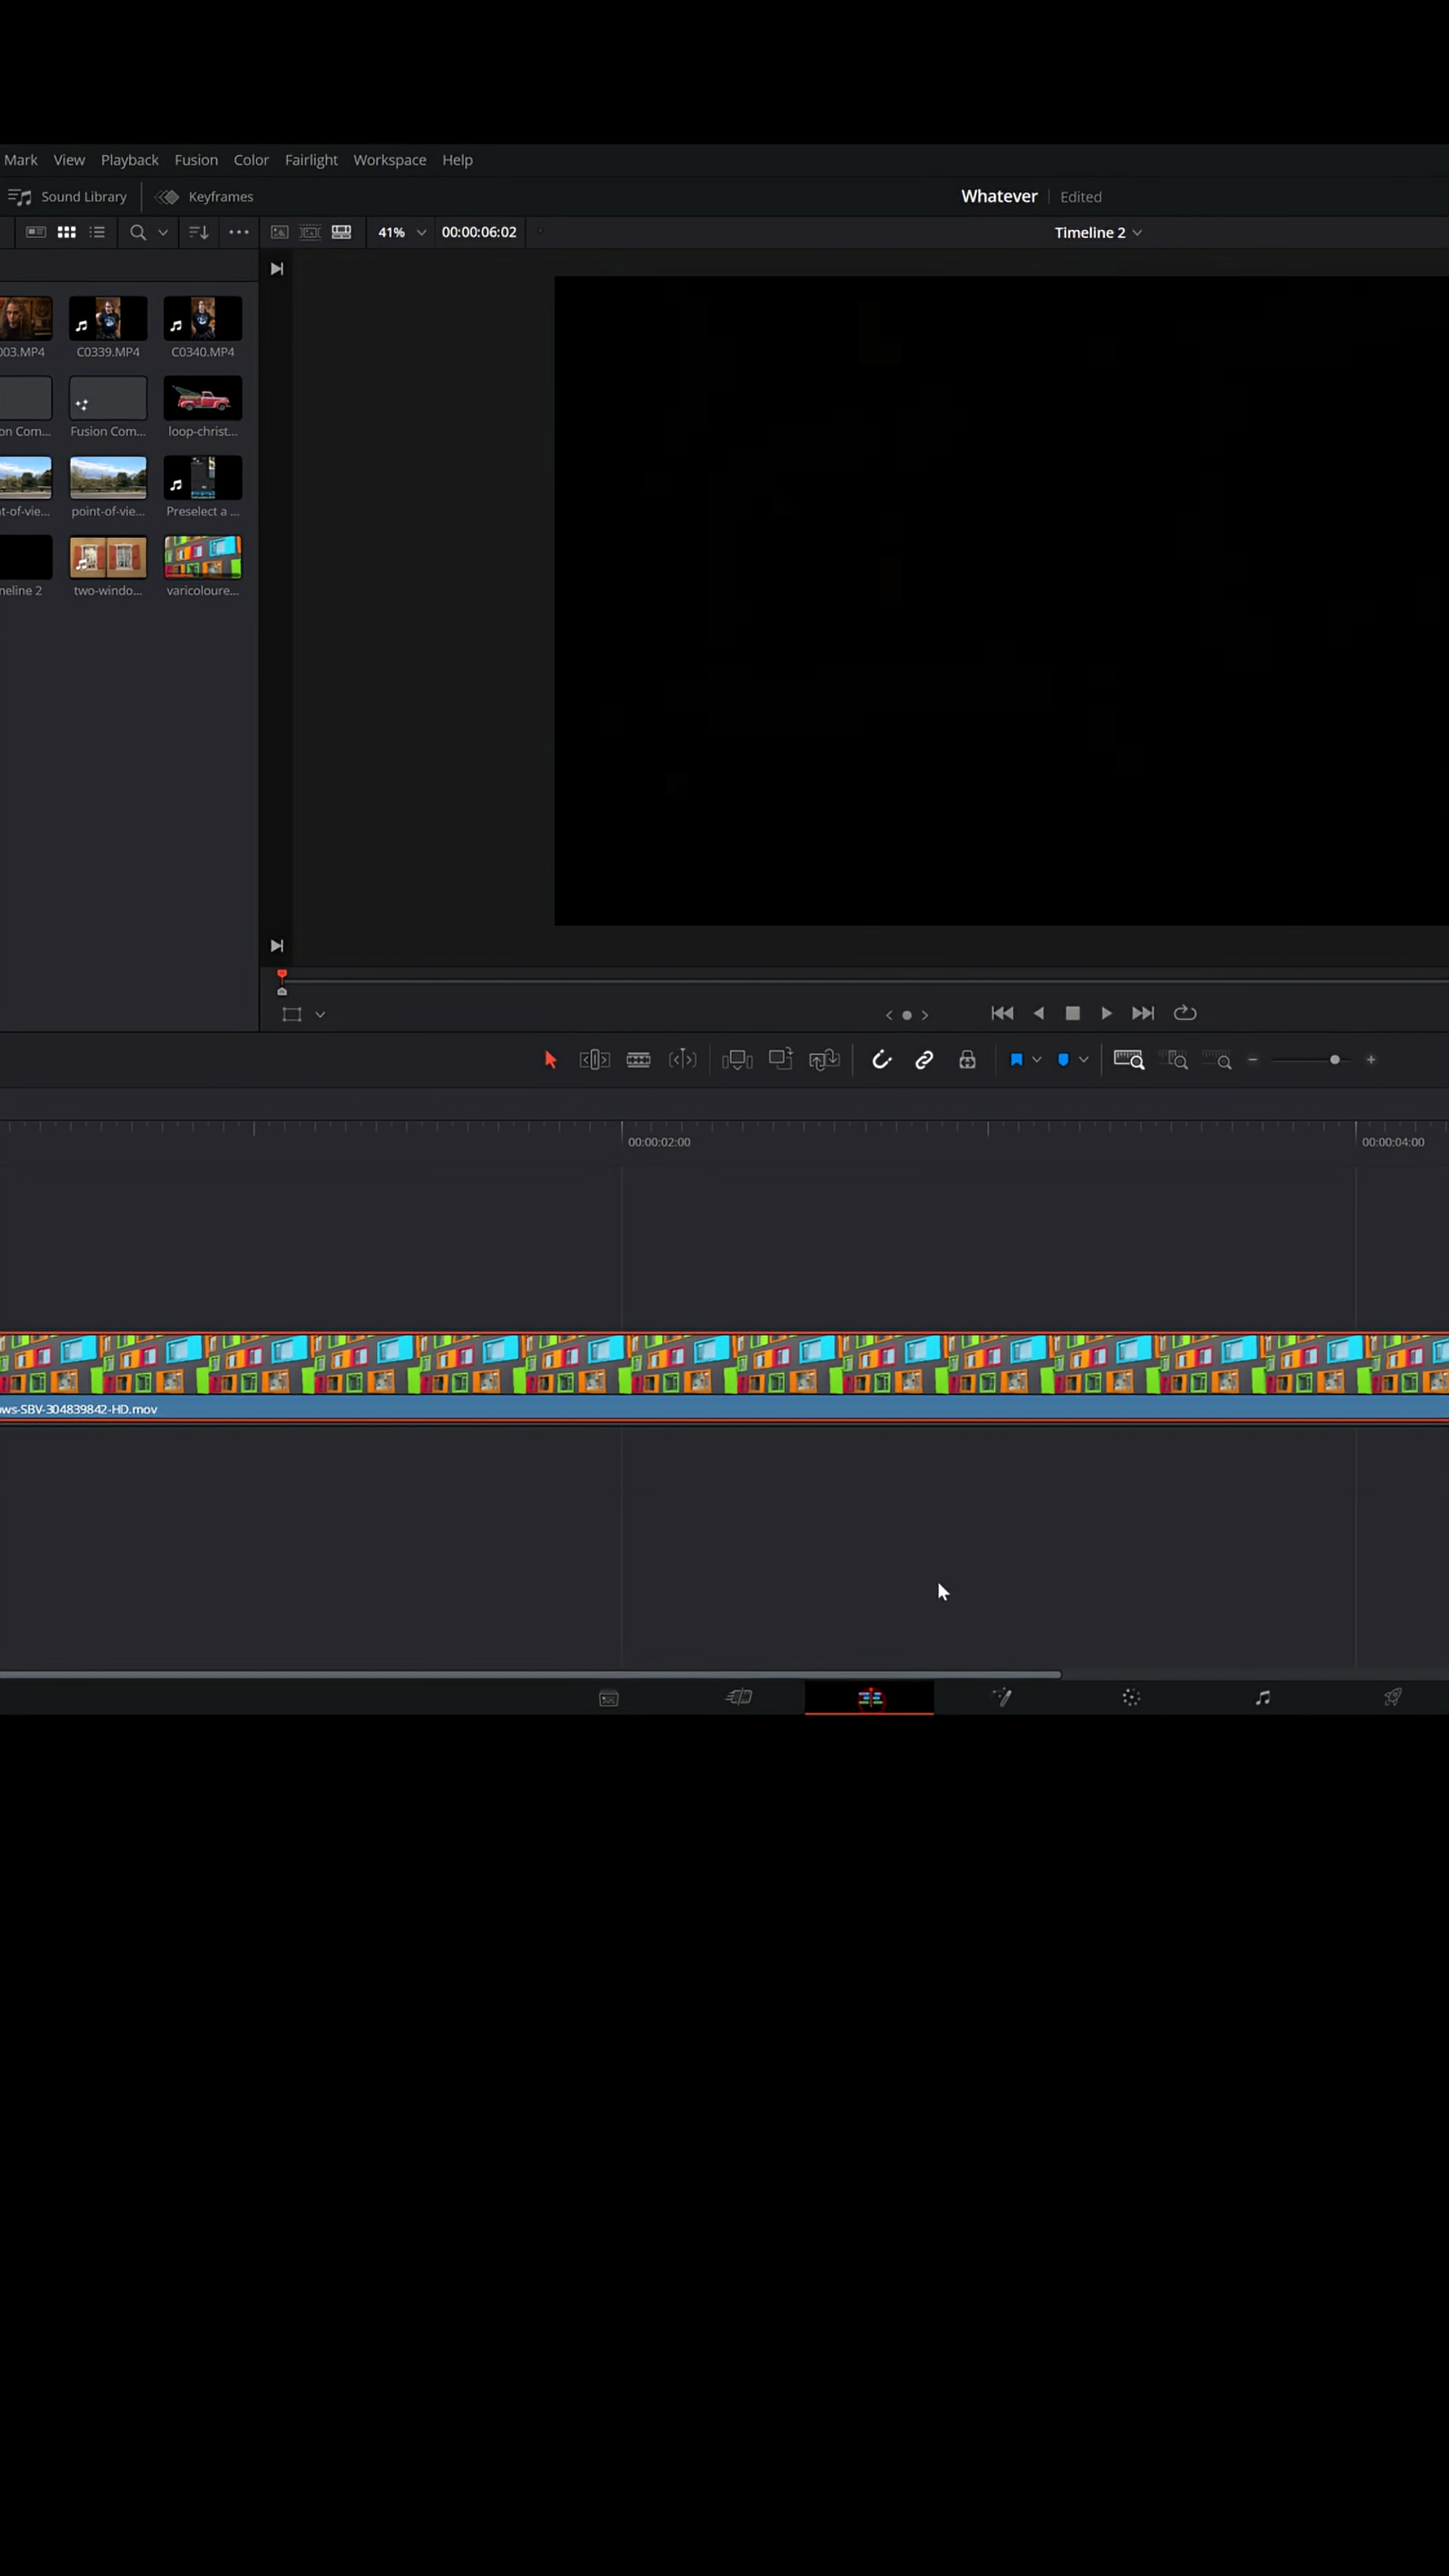 Mark View Playback Fusion Color Fairlight Workspace Help
Sound Library Keyframes Whatever Edited
41% 00:00:06:02 Timeline 2
003.MP4 C0339.MP4 C0340.MP4
on Com... Fusion Com... loop-christ...
t-of-vie... point-of-vie... Preselect a ...
neline 2 two-windo... varicoloure...
00:00:02:00 00:00:04:00
ows-SBV-304839842-HD.mov